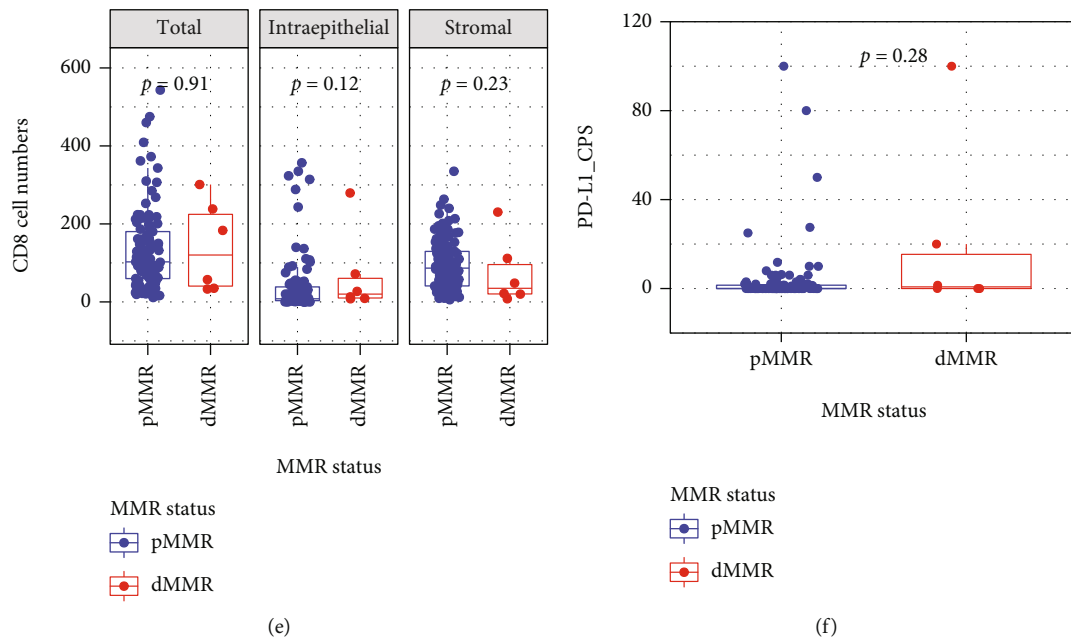 Total Intraepithelial Stromal
CD8 cell numbers
600
400
200
0
p = 0.91
p = 0.12
p = 0.23
pMMR
dMMR
pMMR
dMMR
pMMR
dMMR
MMR status
MMR status
pMMR
dMMR
(e)
PD-L1_CPS
120
80
40
0
p = 0.28
pMMR dMMR
MMR status
MMR status
pMMR
dMMR
(f)